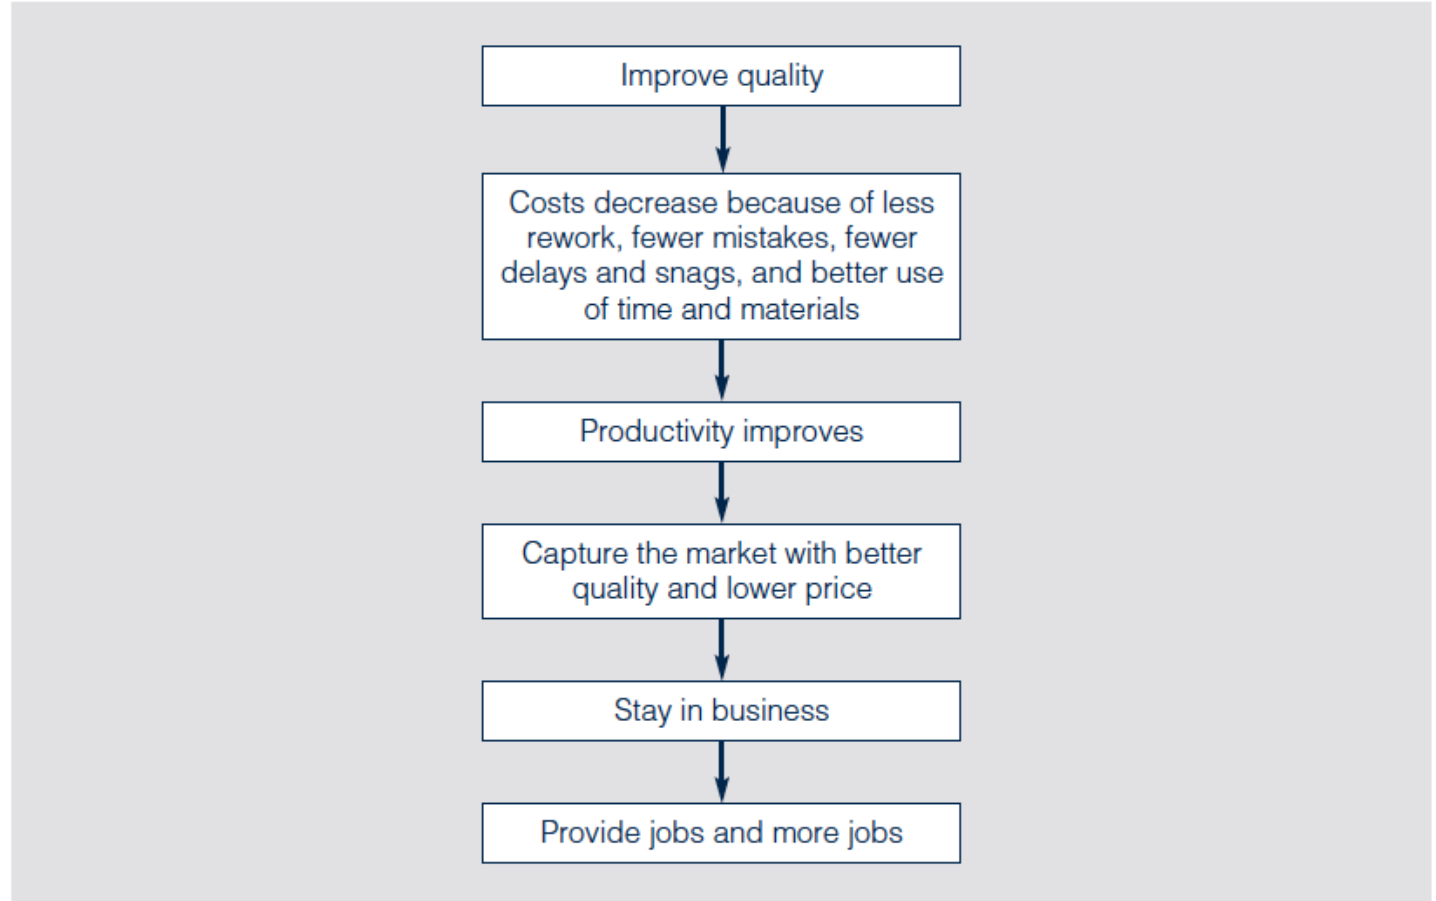 Improve quality
Costs decrease because of less
rework, fewer mistakes, fewer
delays and snags, and better use
of time and materials
Productivity improves
Capture the market with better
quality and lower price
Stay in business
Provide jobs and more jobs